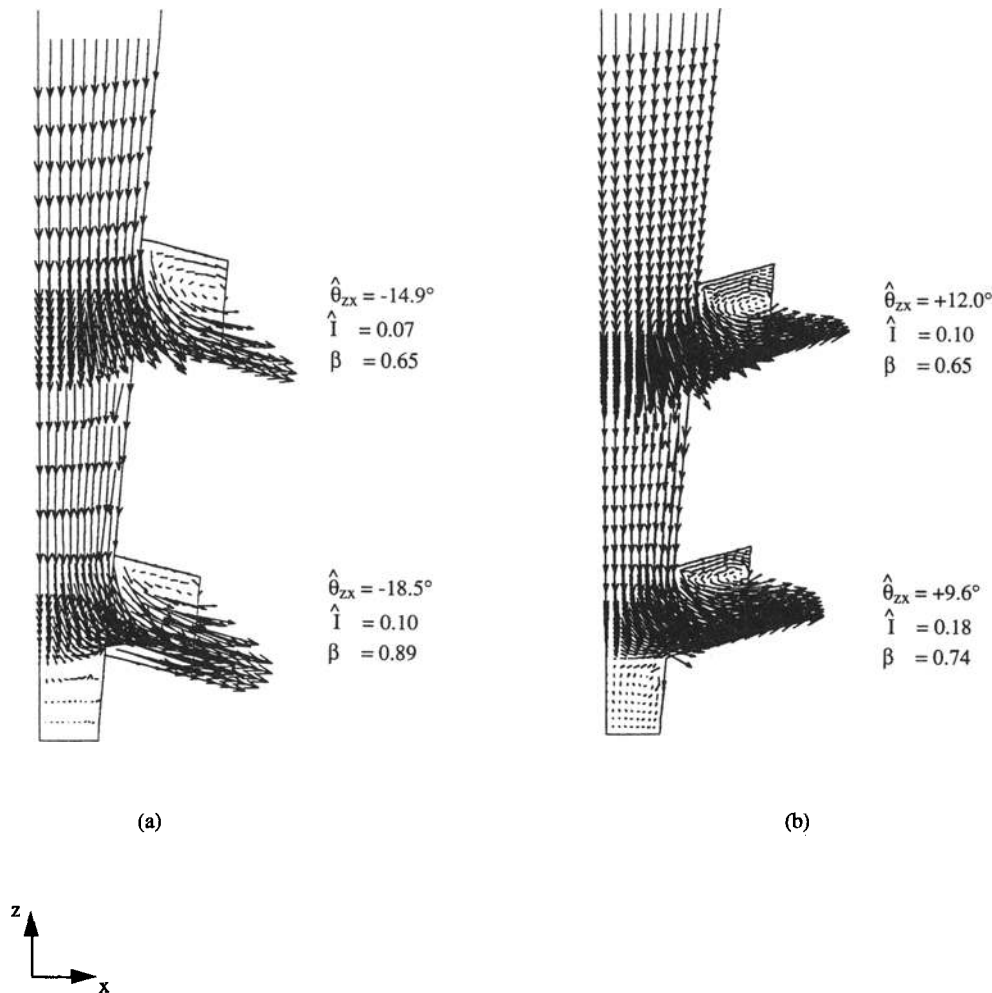 θ̂zx = -14.9°
Î = 0.07
β = 0.65
θ̂zx = +12.0°
Î = 0.10
β = 0.65
θ̂zx = -18.5°
Î = 0.10
β = 0.89
θ̂zx = +9.6°
Î = 0.18
β = 0.74
(a)
(b)
z
x